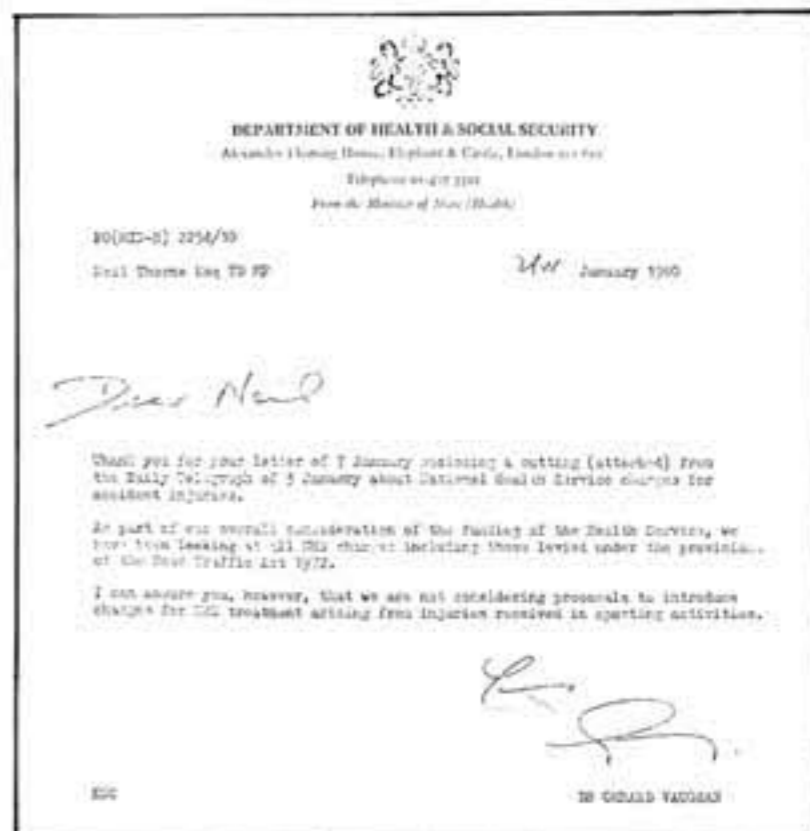 DEPARTMENT OF HEALTH & SOCIAL SECURITY
Alexander Fleming House, Elephant & Castle, London
Telephone
From the Minister of State (Health)
Neil Thorne Esq TD MP
January 1980
Dear Neil
Thank you for your letter of 7 January enclosing a cutting (attached) from
the Daily Telegraph of 5 January about National Health Service charges for
accident injuries.
As part of our overall consideration of the funding of the Health Service, we
have been looking at all NHS charges including those levied under the provisions
of the Road Traffic Act 1972.
I can assure you, however, that we are not considering proposals to introduce
charges for NHS treatment arising from injuries received in sporting activities.
DR GERARD VAUGHAN